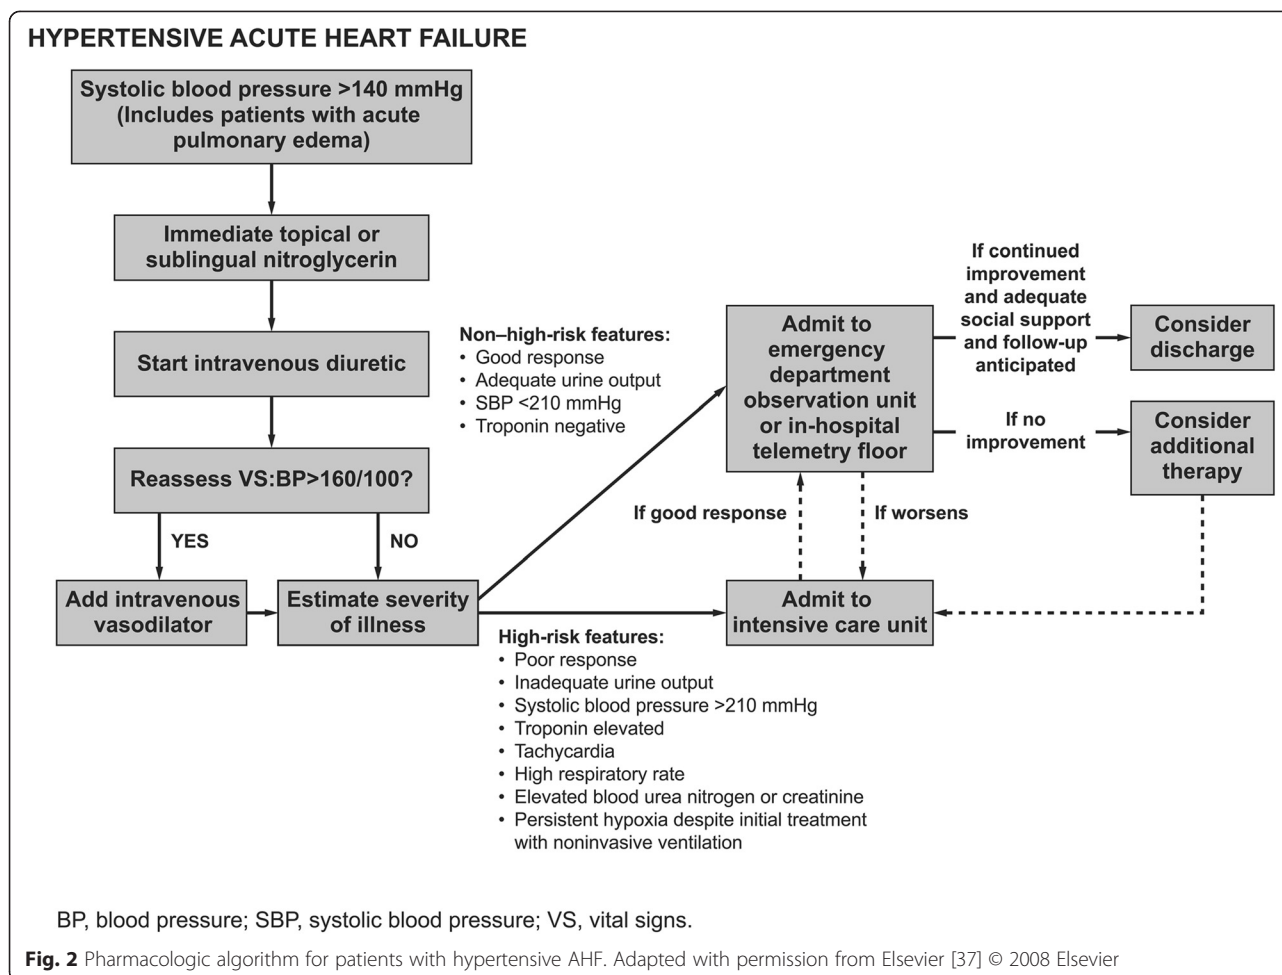 HYPERTENSIVE ACUTE HEART FAILURE
Systolic blood pressure >140 mmHg
(Includes patients with acute
pulmonary edema)
Immediate topical or
sublingual nitroglycerin
Start intravenous diuretic
Reassess VS:BP>160/100?
YES
NO
Add intravenous
vasodilator
Estimate severity
of illness
Non–high-risk features:
• Good response
• Adequate urine output
• SBP <210 mmHg
• Troponin negative
High-risk features:
• Poor response
• Inadequate urine output
• Systolic blood pressure >210 mmHg
• Troponin elevated
• Tachycardia
• High respiratory rate
• Elevated blood urea nitrogen or creatinine
• Persistent hypoxia despite initial treatment
with noninvasive ventilation
Admit to
emergency
department
observation unit
or in-hospital
telemetry floor
If good response
If worsens
Admit to
intensive care unit
If continued
improvement
and adequate
social support
and follow-up
anticipated
Consider
discharge
If no
improvement
Consider
additional
therapy
BP, blood pressure; SBP, systolic blood pressure; VS, vital signs.
Fig. 2 Pharmacologic algorithm for patients with hypertensive AHF. Adapted with permission from Elsevier [37] © 2008 Elsevier